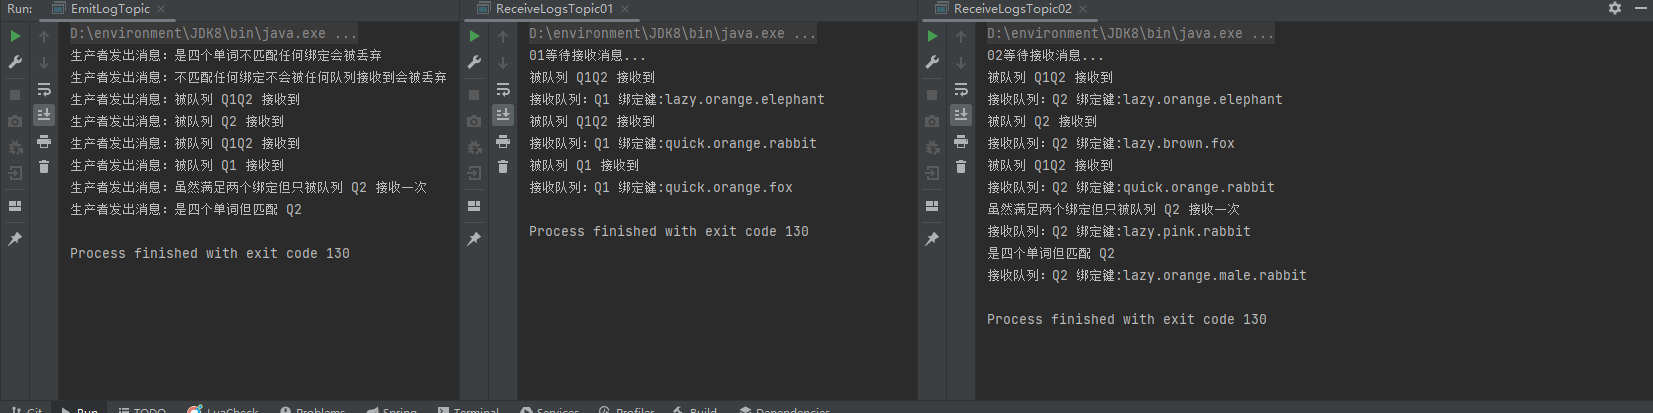 Run: EmitLogTopic
D:\environment\JDK8\bin\java.exe ...
生产者发出消息：是四个单词不匹配任何绑定会被丢弃
生产者发出消息：不匹配任何绑定不会被任何队列接收到会被丢弃
生产者发出消息：被队列 Q1Q2 接收到
生产者发出消息：被队列 Q2 接收到
生产者发出消息：被队列 Q1Q2 接收到
生产者发出消息：被队列 Q1 接收到
生产者发出消息：虽然满足两个绑定但只被队列 Q2 接收一次
生产者发出消息：是四个单词但匹配 Q2
Process finished with exit code 130
ReceiveLogsTopic01
D:\environment\JDK8\bin\java.exe ...
01等待接收消息...
被队列 Q1Q2 接收到
接收队列：Q1 绑定键:lazy.orange.elephant
被队列 Q1Q2 接收到
接收队列：Q1 绑定键:quick.orange.rabbit
被队列 Q1 接收到
接收队列：Q1 绑定键:quick.orange.fox
Process finished with exit code 130
ReceiveLogsTopic02
D:\environment\JDK8\bin\java.exe ...
02等待接收消息...
被队列 Q1Q2 接收到
接收队列：Q2 绑定键:lazy.orange.elephant
被队列 Q2 接收到
接收队列：Q2 绑定键:lazy.brown.fox
被队列 Q1Q2 接收到
接收队列：Q2 绑定键:quick.orange.rabbit
虽然满足两个绑定但只被队列 Q2 接收一次
接收队列：Q2 绑定键:lazy.pink.rabbit
是四个单词但匹配 Q2
接收队列：Q2 绑定键:lazy.orange.male.rabbit
Process finished with exit code 130
Git Run TODO LuaCheck Problems Spring Terminal Services Profiler Build Dependencies